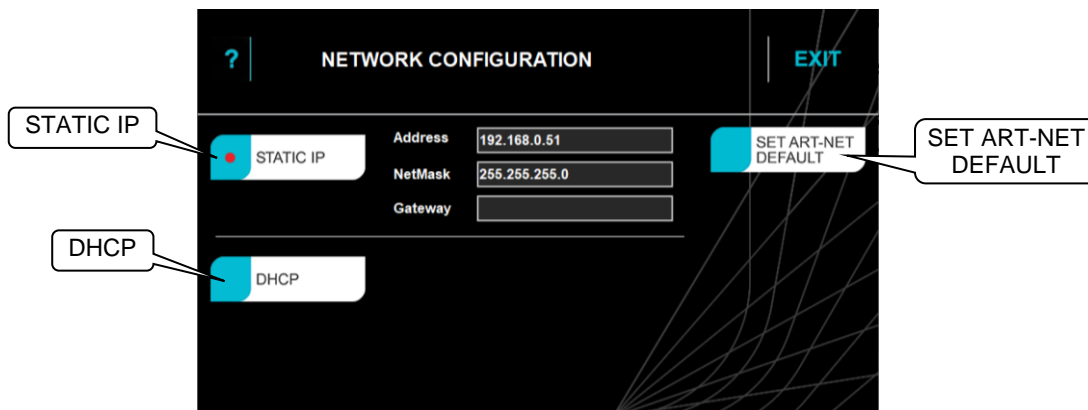 ? NETWORK CONFIGURATION EXIT
STATIC IP
STATIC IP
Address 192.168.0.51
NetMask 255.255.255.0
Gateway
SET ART-NET
DEFAULT
SET ART-NET
DEFAULT
DHCP
DHCP